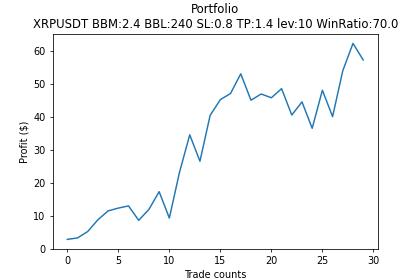 Portfolio
XRPUSDT BBM:2.4 BBL:240 SL:0.8 TP:1.4 lev:10 WinRatio:70.0
Profit ($)
60
50
40
30
20
10
0
0 5 10 15 20 25 30
Trade counts